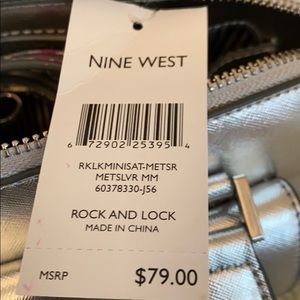 NINE WEST
6 72902 25395 4
RKLKMINISAT-METSR
METSLVR MM
60378330-J56
ROCK AND LOCK
MADE IN CHINA
MSRP $79.00